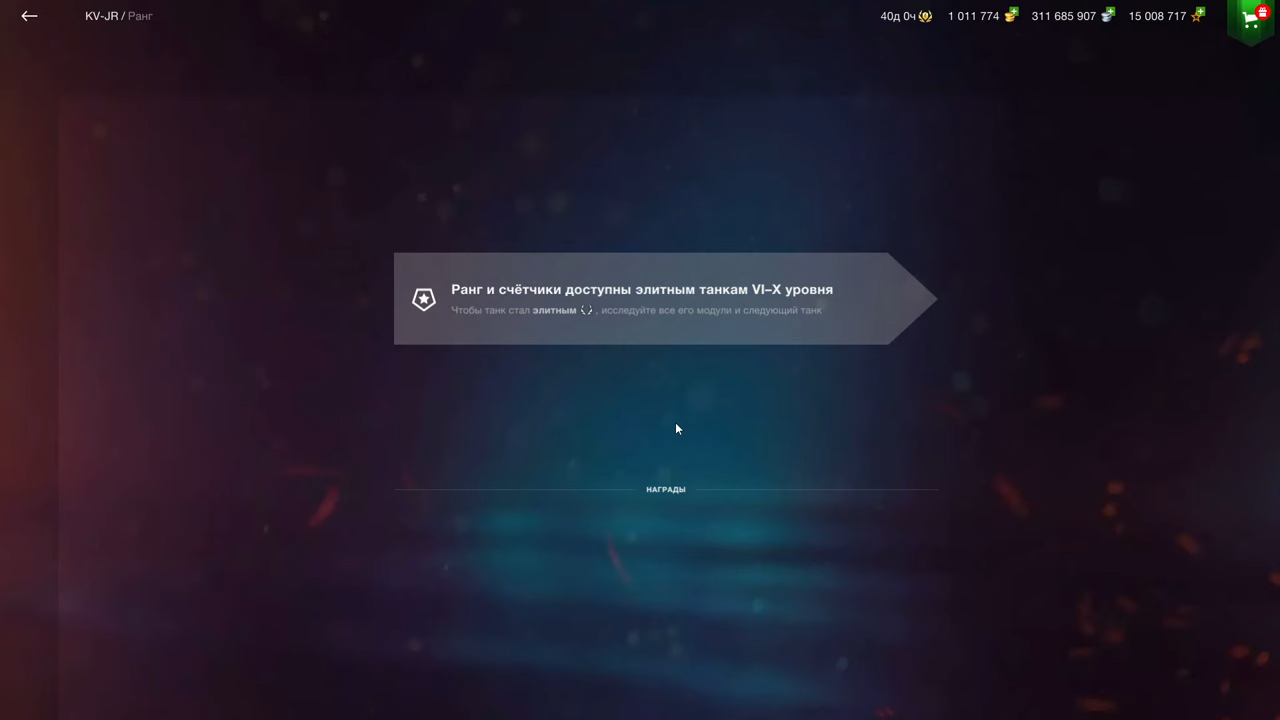 KV-JR / Ранг
40д 0ч
1 011 774
311 685 907
15 008 717
Ранг и счётчики доступны элитным танкам VI–X уровня
Чтобы танк стал элитным , исследуйте все его модули и следующий танк
НАГРАДЫ